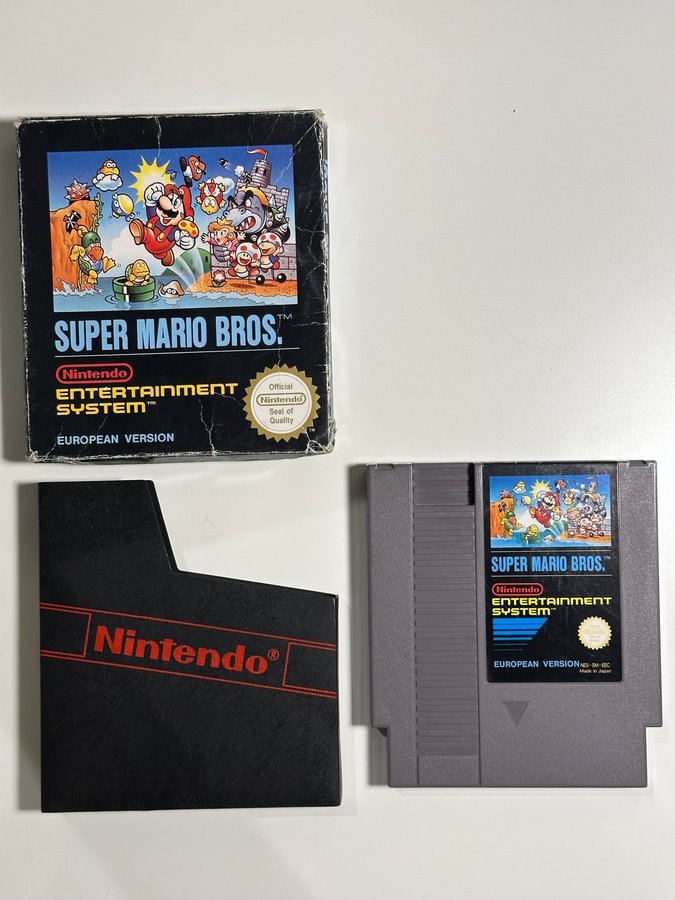 SUPER MARIO BROS.™
Nintendo
ENTERTAINMENT
SYSTEM™
EUROPEAN VERSION
Official
Nintendo
Seal of
Quality
TM
Nintendo®
SUPER MARIO BROS.™
Nintendo
ENTERTAINMENT
SYSTEM™
EUROPEAN VERSION NES-SM-EEC
Made in Japan